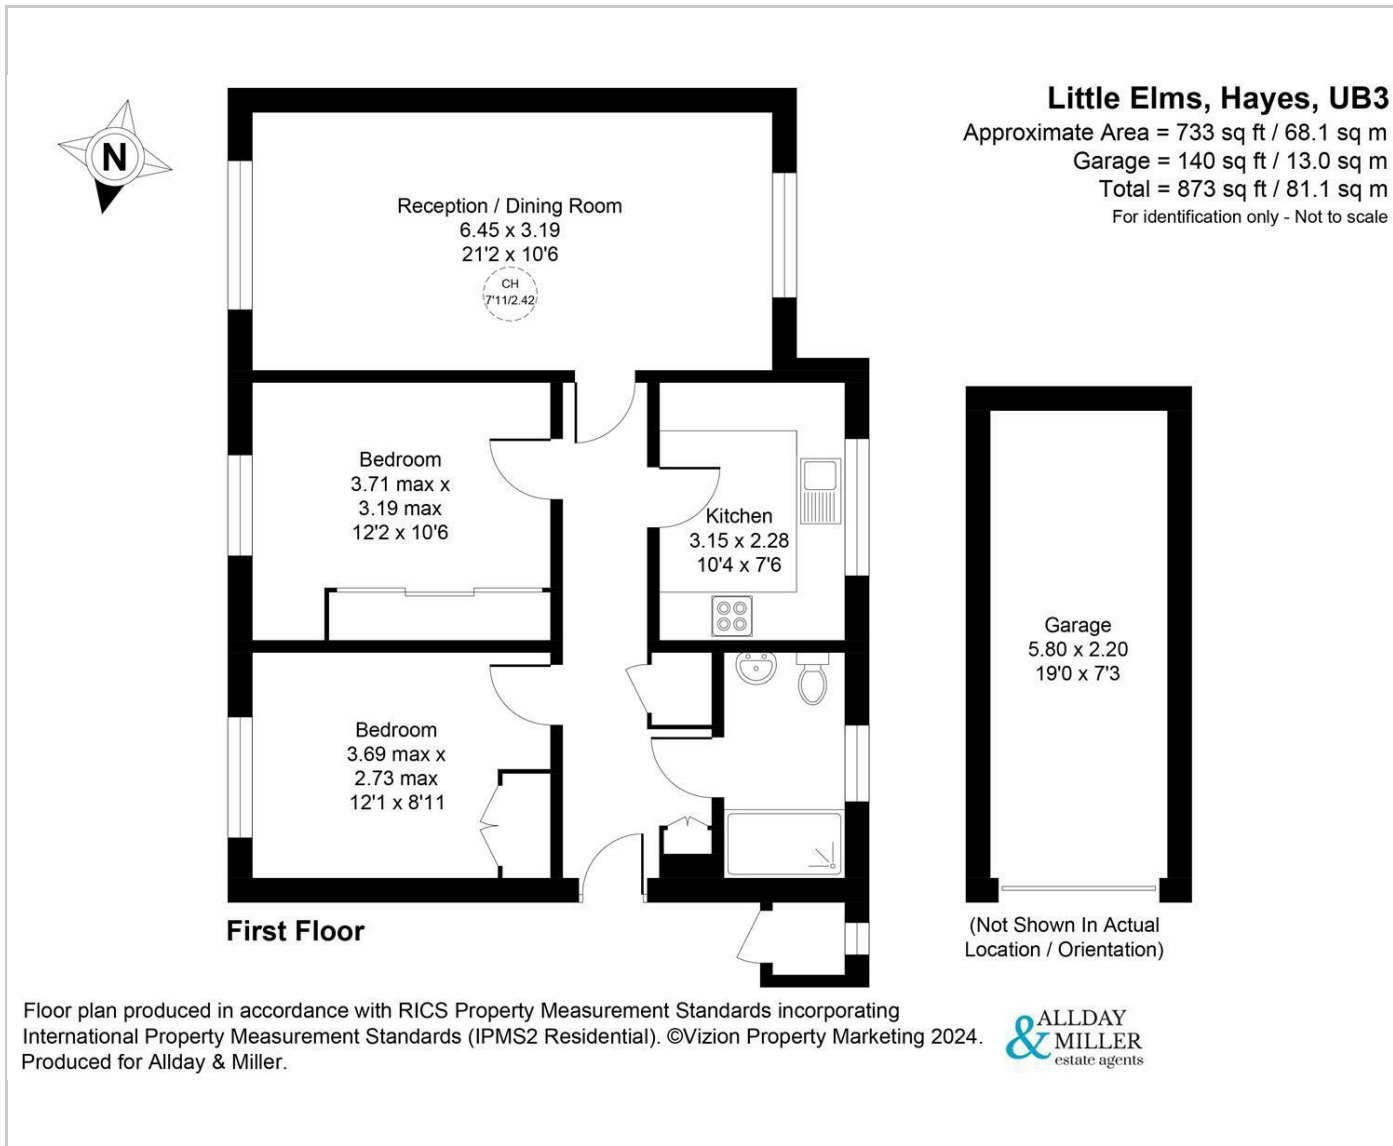 Little Elms, Hayes, UB3
Approximate Area = 733 sq ft / 68.1 sq m
Garage = 140 sq ft / 13.0 sq m
Total = 873 sq ft / 81.1 sq m
For identification only - Not to scale
N
Reception / Dining Room
6.45 x 3.19
21'2 x 10'6
CH
7'11/2.42
Bedroom
3.71 max x
3.19 max
12'2 x 10'6
Kitchen
3.15 x 2.28
10'4 x 7'6
Bedroom
3.69 max x
2.73 max
12'1 x 8'11
Garage
5.80 x 2.20
19'0 x 7'3
(Not Shown In Actual
Location / Orientation)
First Floor
Floor plan produced in accordance with RICS Property Measurement Standards incorporating
International Property Measurement Standards (IPMS2 Residential). ©Vizion Property Marketing 2024.
Produced for Allday & Miller.
ALLDAY
& MILLER
estate agents